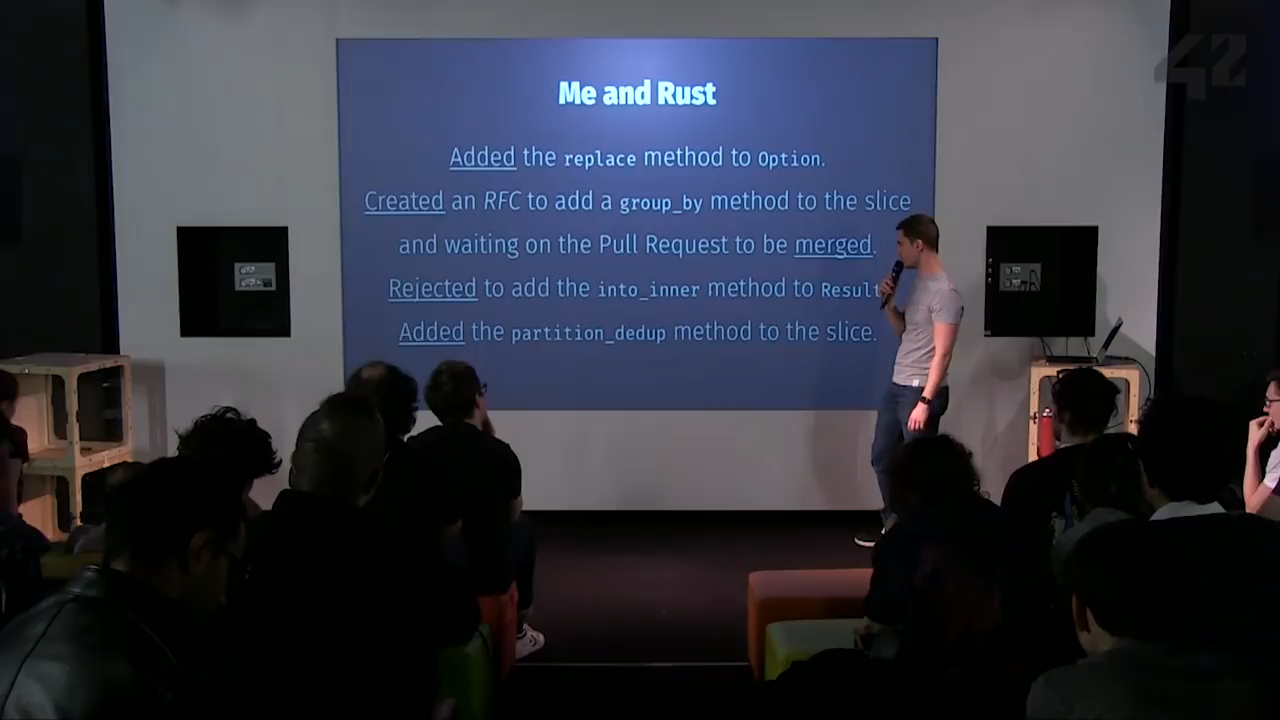 42
Me and Rust
Added the replace method to Option.
Created an RFC to add a group_by method to the slice
and waiting on the Pull Request to be merged.
Rejected to add the into_inner method to Result
Added the partition_dedup method to the slice.